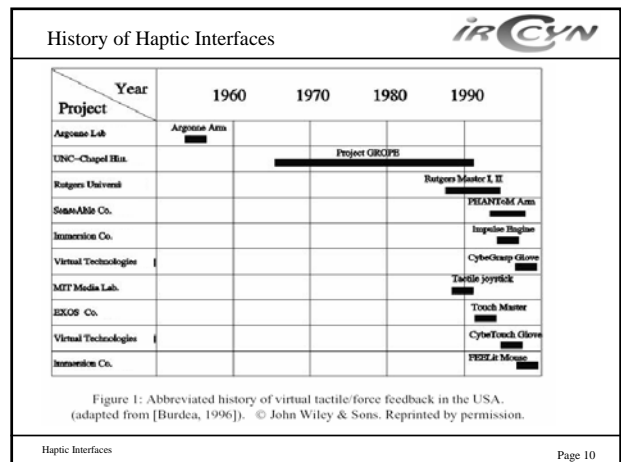 History of Haptic Interfaces
IRCCyN
Year
Project
1960 1970 1980 1990
Argonne Lab
Argonne Arm
UNC-Chapel Hill.
Project GROPE
Rutgers Universi
Rutgers Master I, II
SensAble Co.
PHANToM Arm
Immersion Co.
Impulse Engine
Virtual Technologies
CybeGrasp Glove
MIT Media Lab.
Tactile joystick
EXOS Co.
Touch Master
Virtual Technologies
CybeTouch Glove
Immersion Co.
FEELit Mouse
Figure 1: Abbreviated history of virtual tactile/force feedback in the USA.
(adapted from [Burdea, 1996]). © John Wiley & Sons. Reprinted by permission.
Haptic Interfaces
Page 10